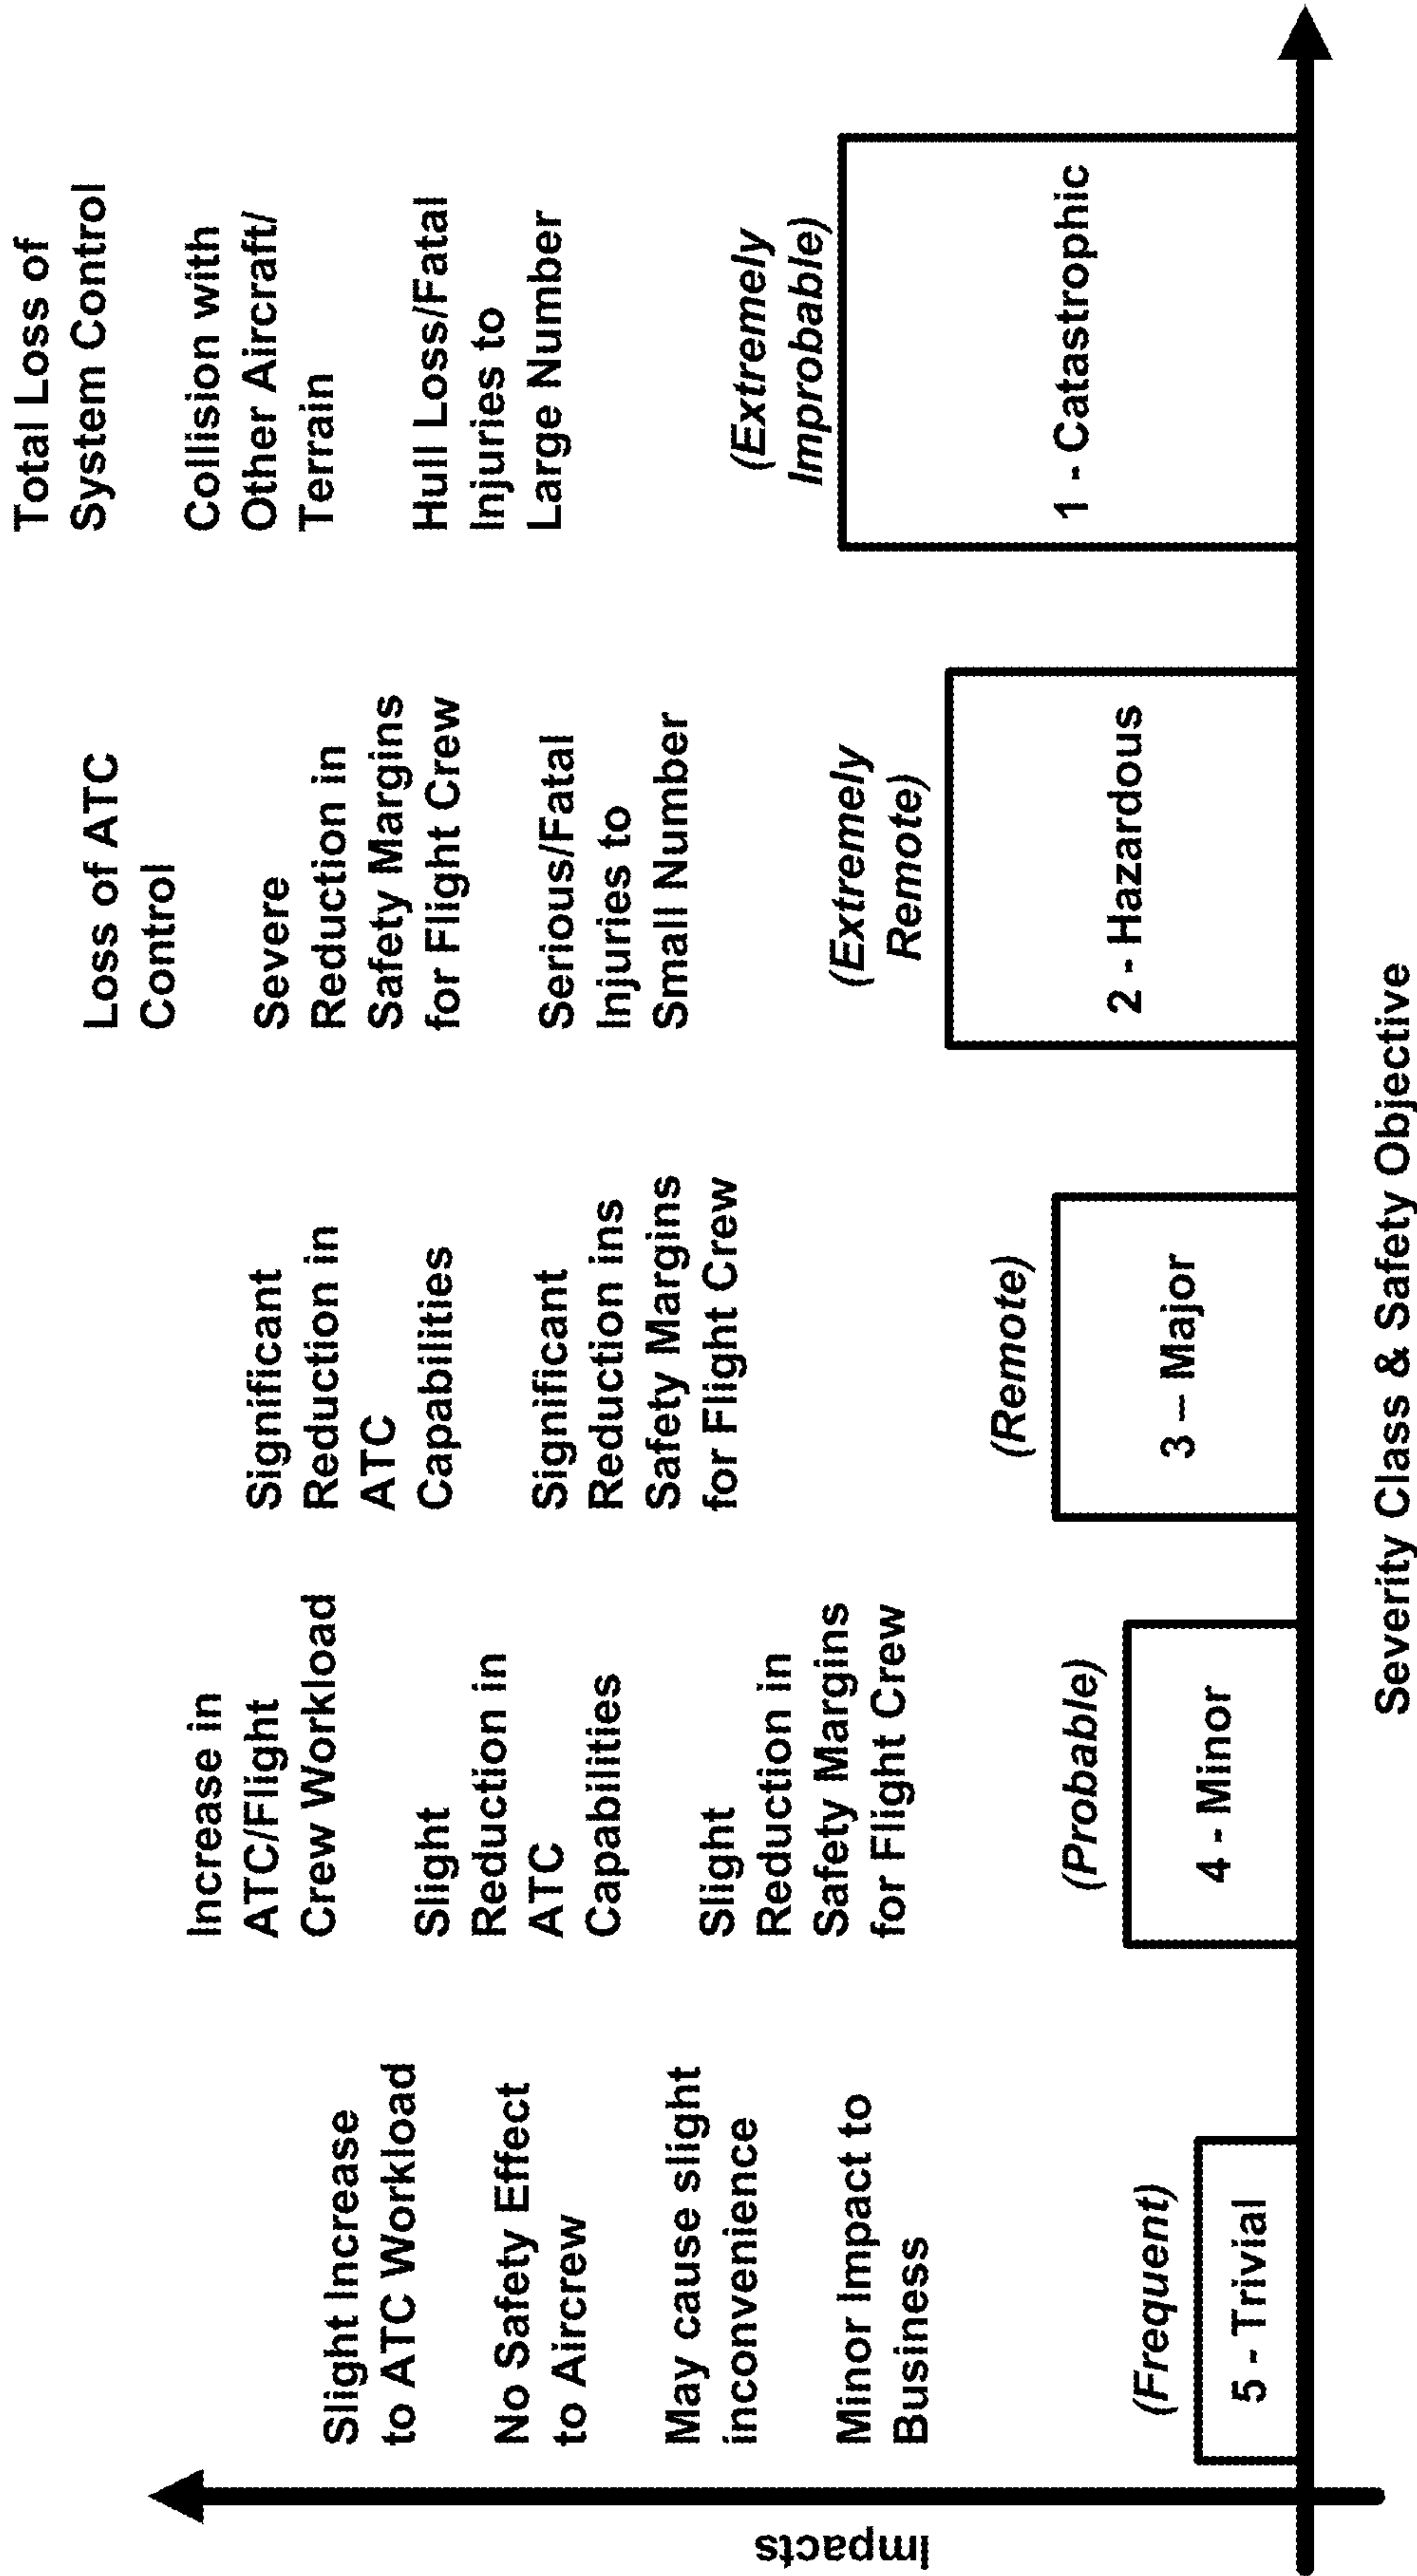 Slight Increase
to ATC Workload
No Safety Effect
to Aircrew
May cause slight
inconvenience
Minor Impact to
Business
(Frequent)
5 - Trivial
Increase in
ATC/Flight
Crew Workload
Slight
Reduction in
ATC
Capabilities
Slight
Reduction in
Safety Margins
for Flight Crew
(Probable)
4 - Minor
Significant
Reduction in
ATC
Capabilities
Significant
Reduction ins
Safety Margins
for Flight Crew
(Remote)
3 – Major
Loss of ATC
Control
Severe
Reduction in
Safety Margins
for Flight Crew
Serious/Fatal
Injuries to
Small Number
(Extremely
Remote)
2 - Hazardous
Total Loss of
System Control
Collision with
Other Aircraft/
Terrain
Hull Loss/Fatal
Injuries to
Large Number
(Extremely
Improbable)
1 - Catastrophic
Impacts
Severity Class & Safety Objective